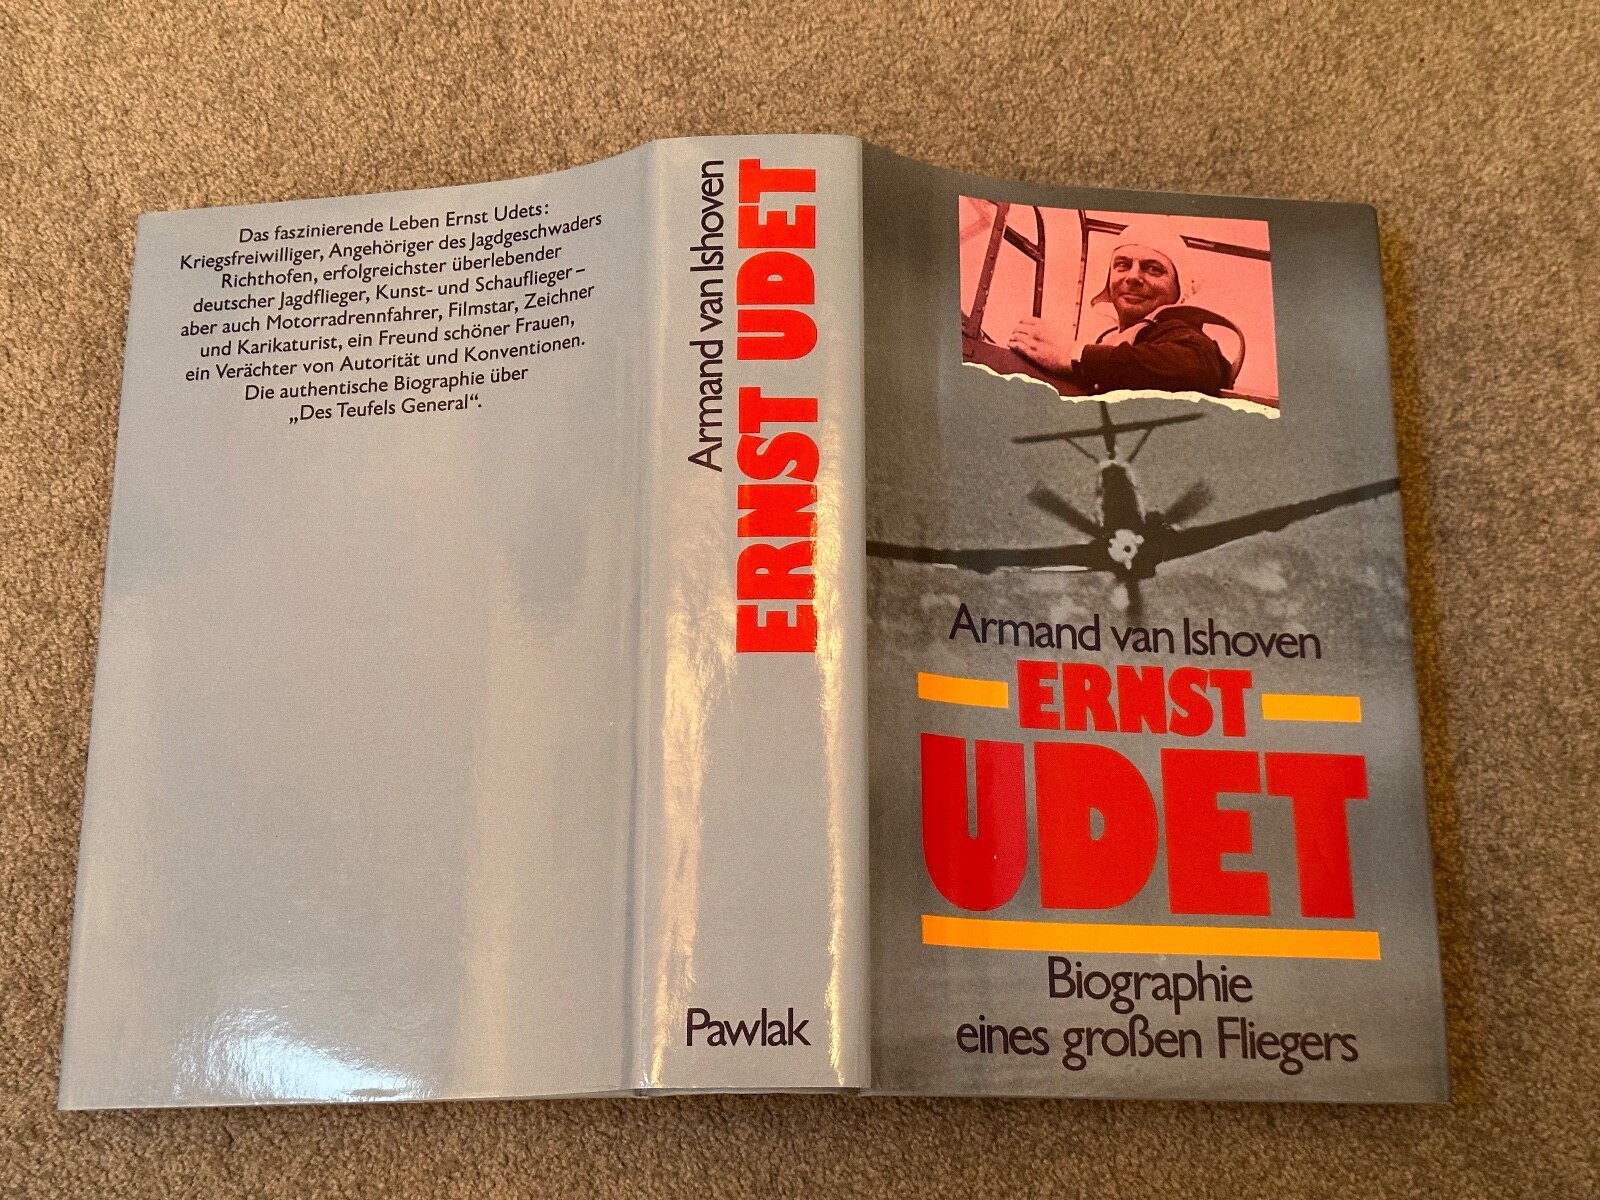 Das faszinierende Leben Ernst Udets:
Kriegsfreiwilliger, Angehöriger des Jagdgeschwaders
Richthofen, erfolgreichster überlebender
deutscher Jagdflieger, Kunst- und Schauflieger –
aber auch Motorradrennfahrer, Filmstar, Zeichner
und Karikaturist, ein Freund schöner Frauen,
ein Verächter von Autorität und Konventionen.
Die authentische Biographie über
„Des Teufels General“.
Armand van Ishoven
ERNST UDET
Pawlak
Armand van Ishoven
ERNST
UDET
Biographie
eines großen Fliegers